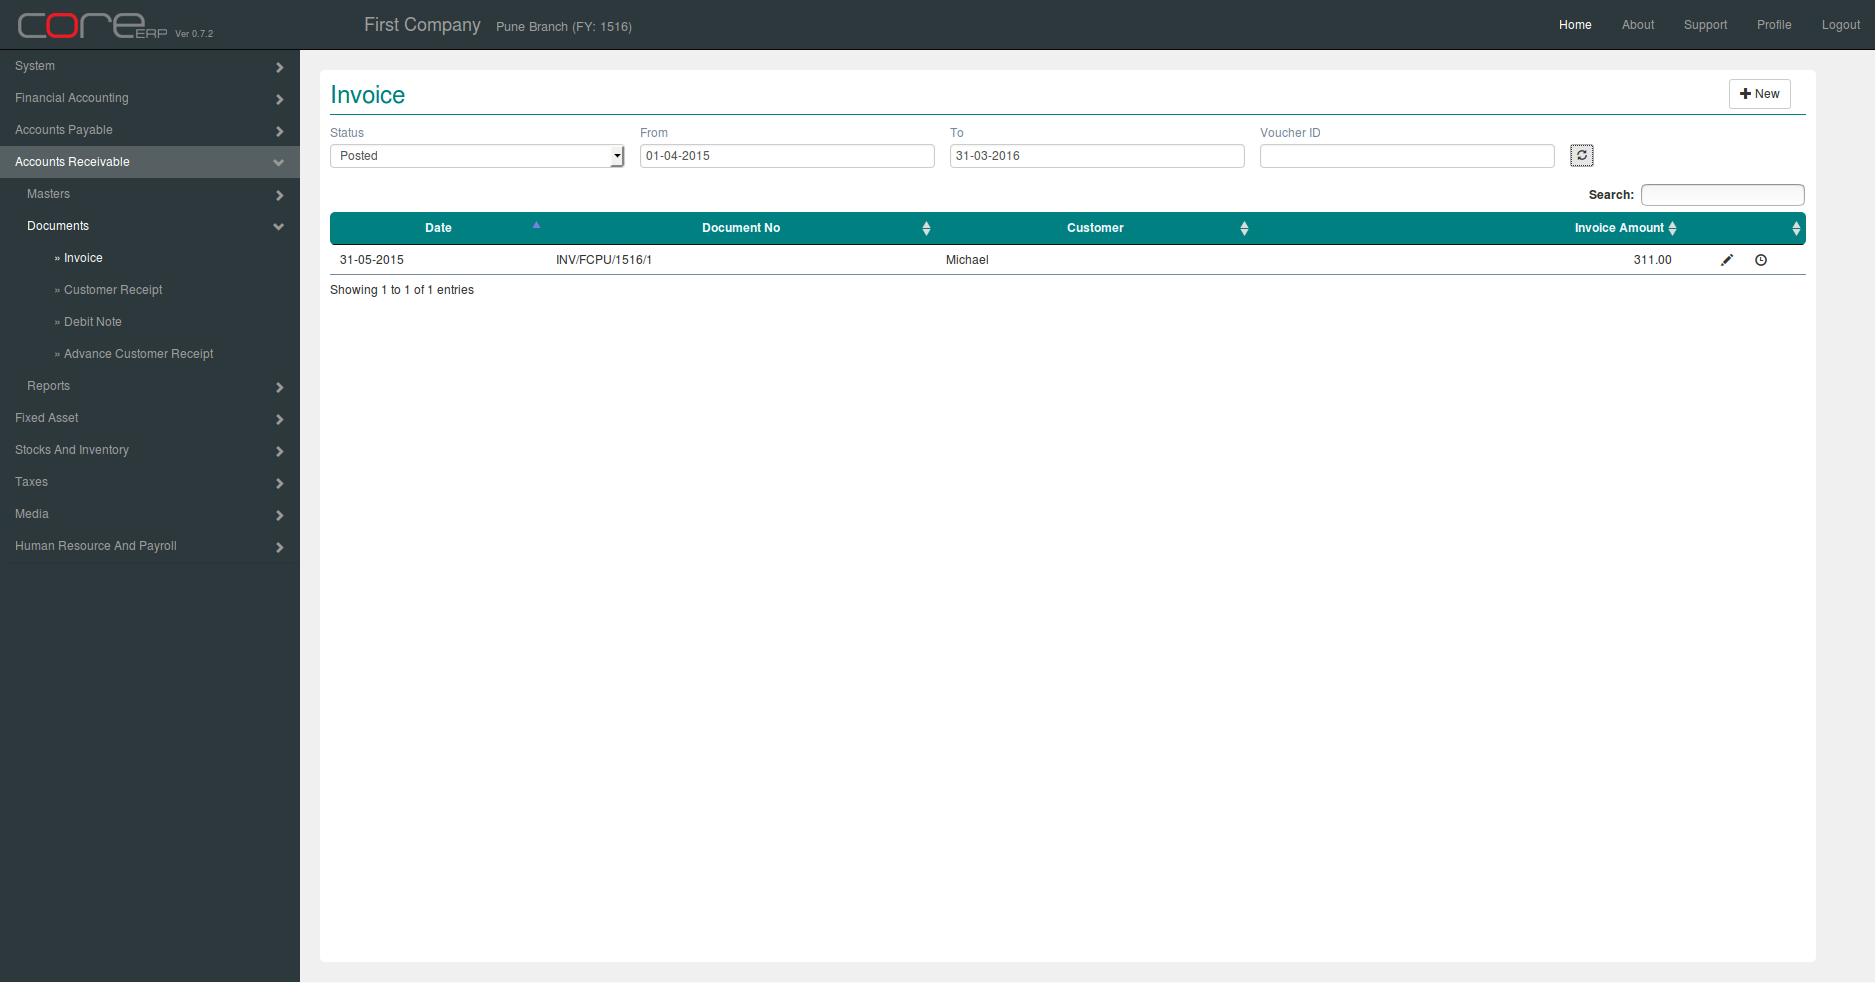 core ERP Ver 0.7.2
First Company Pune Branch (FY: 1516)
Home About Support Profile Logout
System
Financial Accounting
Accounts Payable
Accounts Receivable
Masters
Documents
» Invoice
» Customer Receipt
» Debit Note
» Advance Customer Receipt
Reports
Fixed Asset
Stocks And Inventory
Taxes
Media
Human Resource And Payroll
Invoice
New
Status From To Voucher ID
Posted 01-04-2015 31-03-2016
Search:
Date Document No Customer Invoice Amount
31-05-2015 INV/FCPU/1516/1 Michael 311.00
Showing 1 to 1 of 1 entries